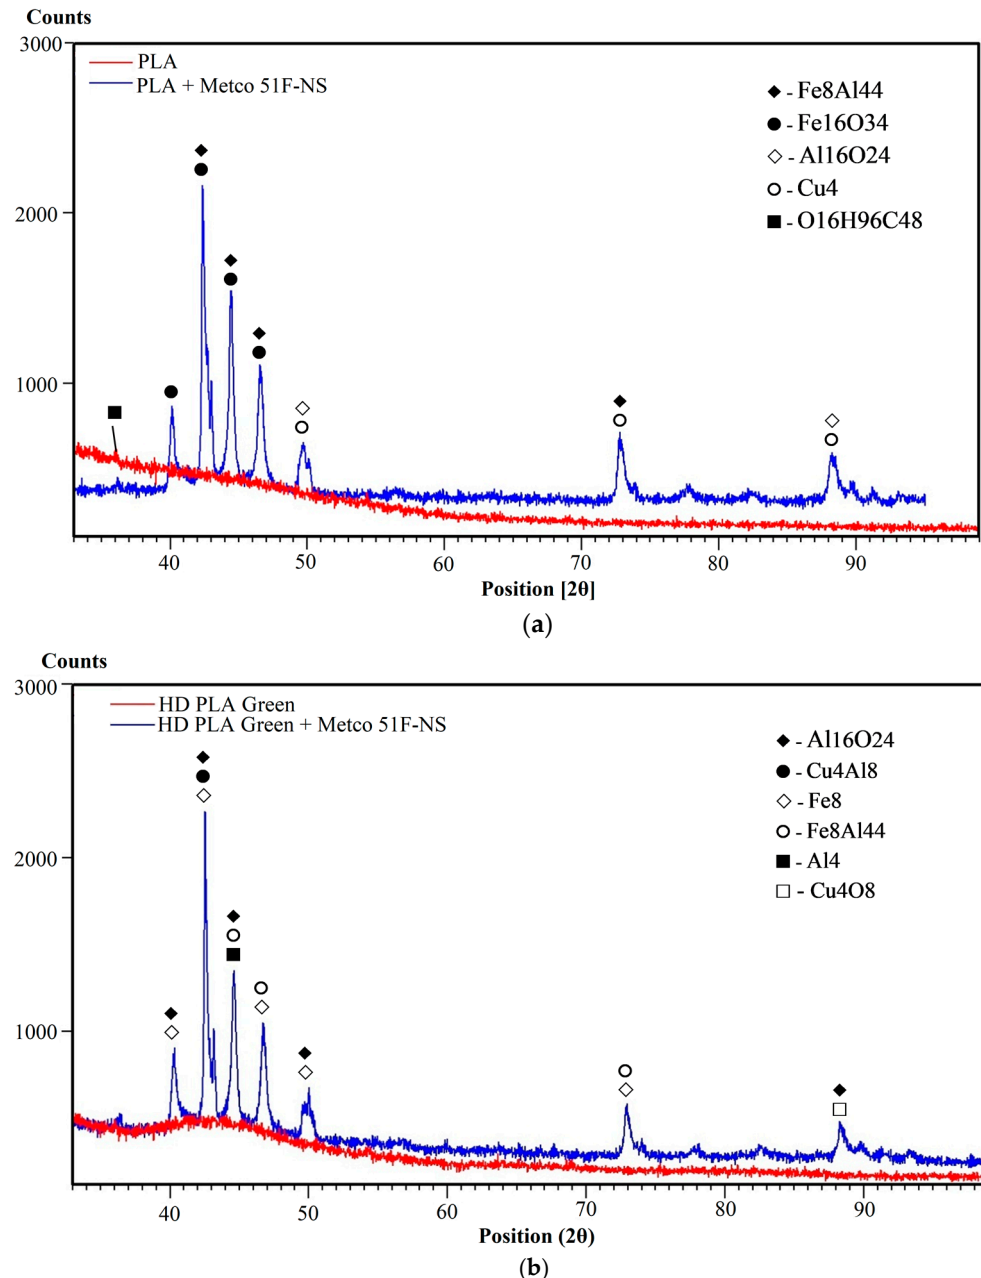 Counts
3000
PLA
PLA + Metco 51F-NS
- Fe8Al44
- Fe16O34
- Al16O24
- Cu4
- O16H96C48
2000
1000
40 50 60 70 80 90
Position [2θ]
(a)
Counts
3000
HD PLA Green
HD PLA Green + Metco 51F-NS
- Al16O24
- Cu4Al8
- Fe8
- Fe8Al44
- Al4
- Cu4O8
2000
1000
40 50 60 70 80 90
Position (2θ)
(b)